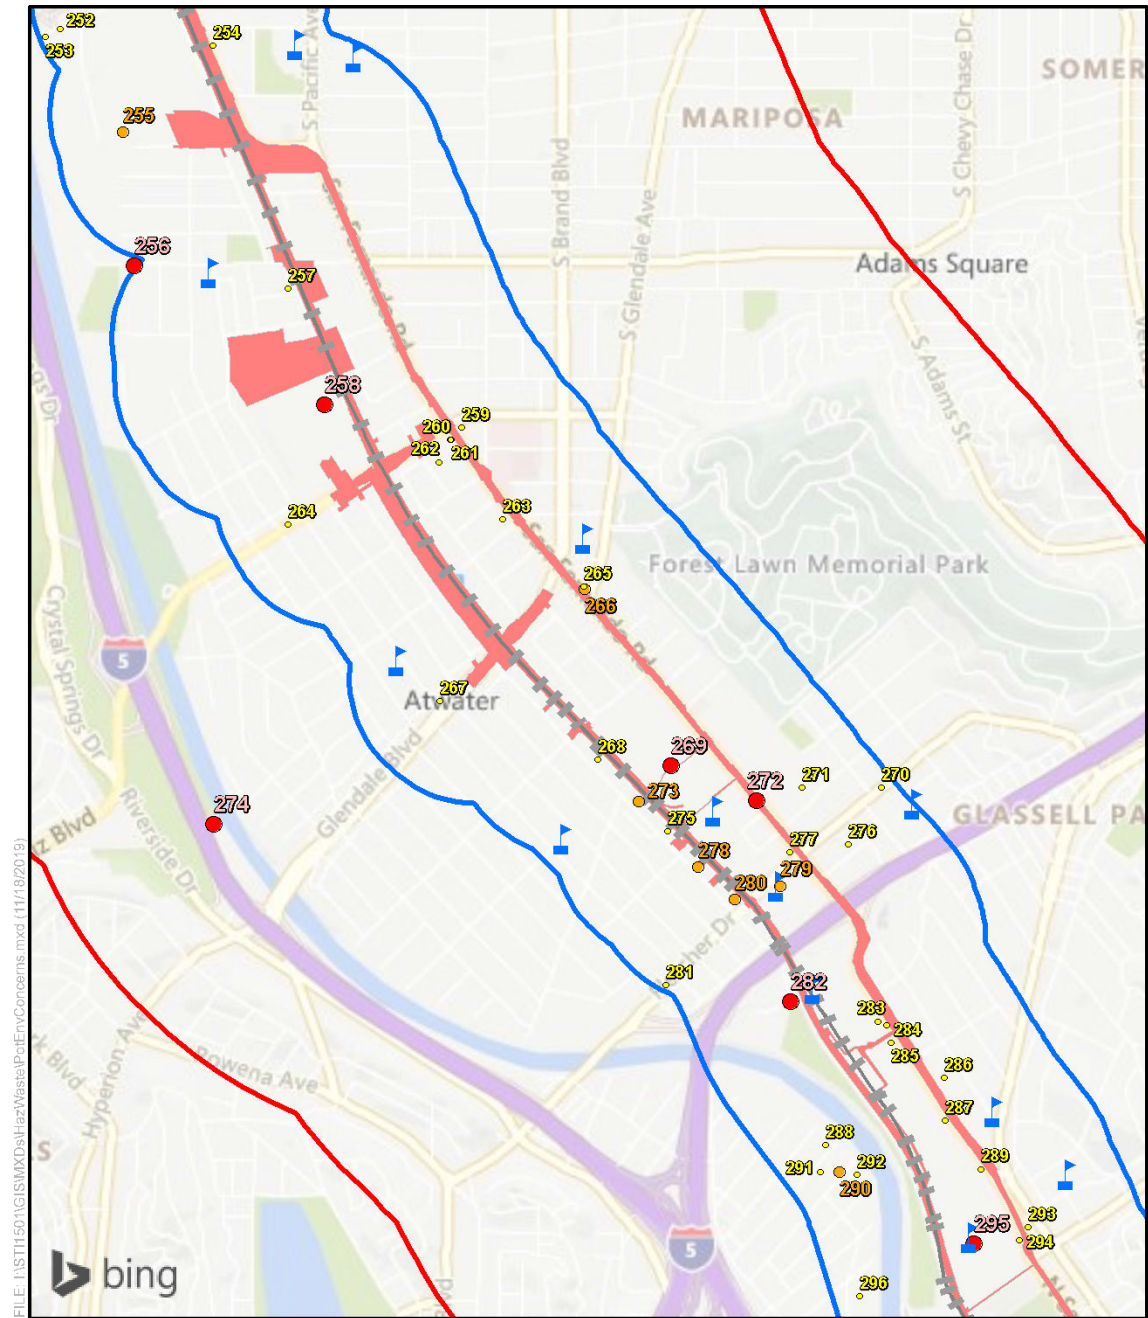 252
253
254
S Pacific Ave
255
S Brand Blvd
MARIPOSA
S Chevy Chase Dr
SOMER
256
257
San Fernando Rd
S Glendale Ave
Adams Square
258
S Adams St
259
260
261
262
263
264
265
266
Forest Lawn Memorial Park
5
Crystal Springs Dr
267
Atwater
268
269
270
271
272
273
274
275
276
277
278
279
280
Glendale Blvd
Riverside Dr
GLASSELL PA
281
282
283
284
285
286
287
288
289
290
291
292
293
294
295
296
Hyperion Ave
Rowena Ave
5
bing
FILE: I:\STI1501\GIS\MXDs\HazWaste\PotEnvConcerns.mxd (11/18/2019)